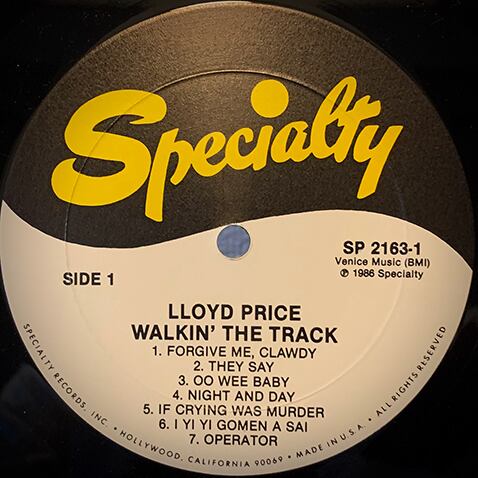 Specialty
SP 2163-1
Venice Music (BMI)
℗ 1986 Specialty
SIDE 1
LLOYD PRICE
WALKIN' THE TRACK
1. FORGIVE ME, CLAWDY
2. THEY SAY
3. OO WEE BABY
4. NIGHT AND DAY
5. IF CRYING WAS MURDER
6. I YI YI GOMEN A SAI
7. OPERATOR
SPECIALTY RECORDS, INC. • HOLLYWOOD, CALIFORNIA 90069 • MADE IN U.S.A. • ALL RIGHTS RESERVED